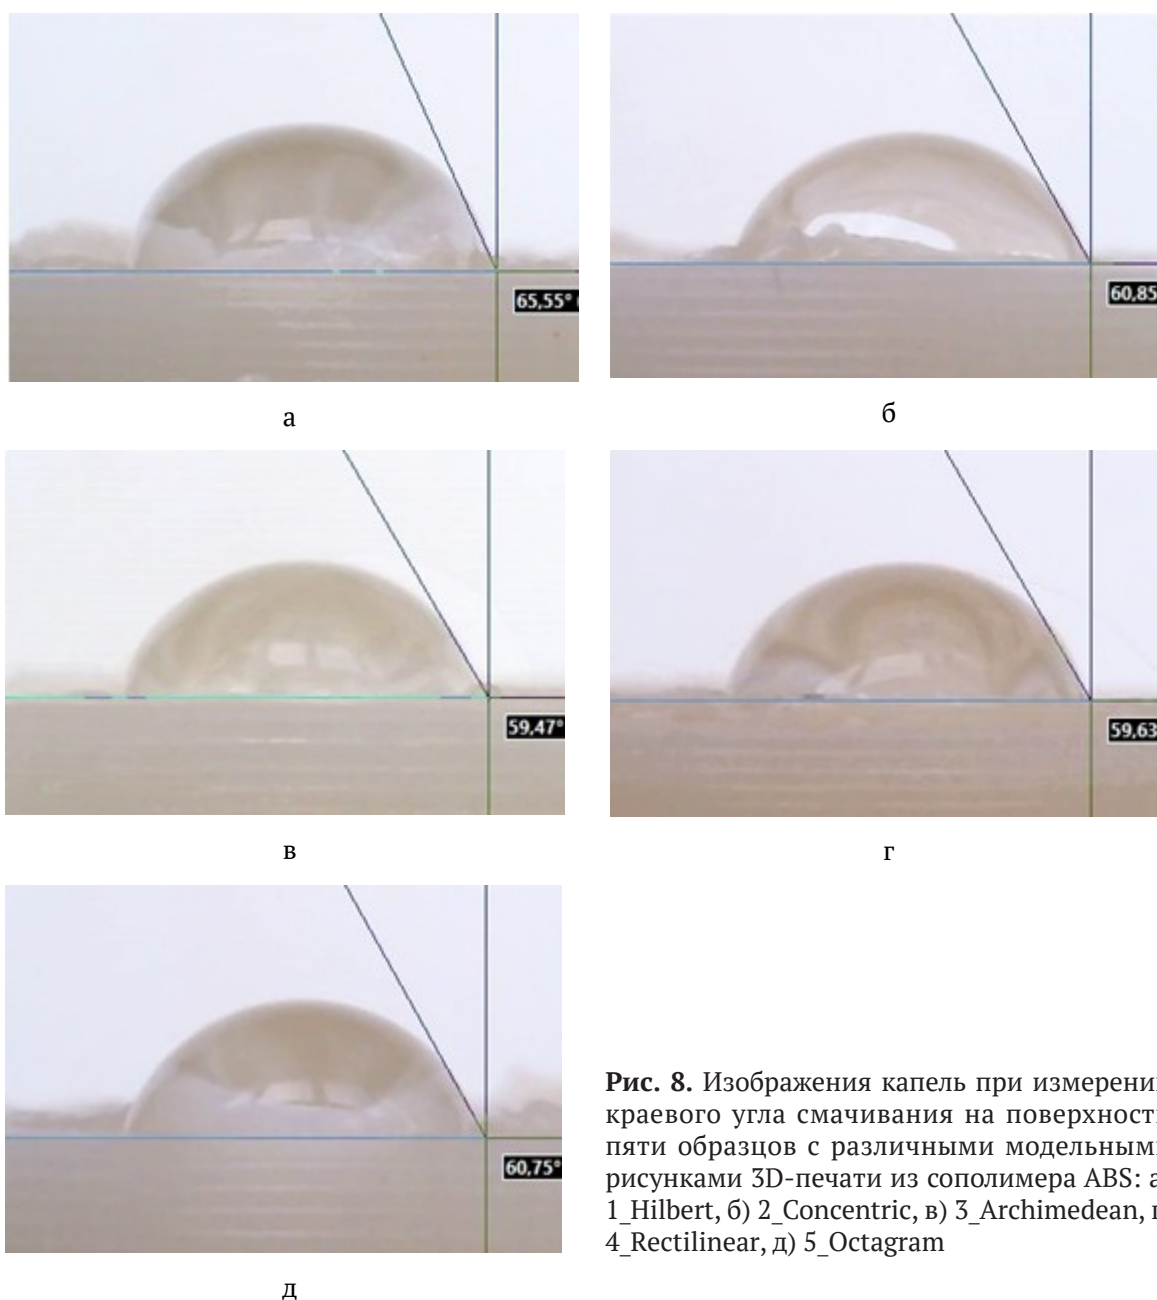 65,55°
60,85
а
б
59,47°
59,63
в
г
60,75°
Рис. 8. Изображения капель при измерени
краевого угла смачивания на поверхност
пяти образцов с различными модельным
рисунками 3D-печати из сополимера ABS: а
1_Hilbert, б) 2_Concentric, в) 3_Archimedean, г
4_Rectilinear, д) 5_Octagram
д